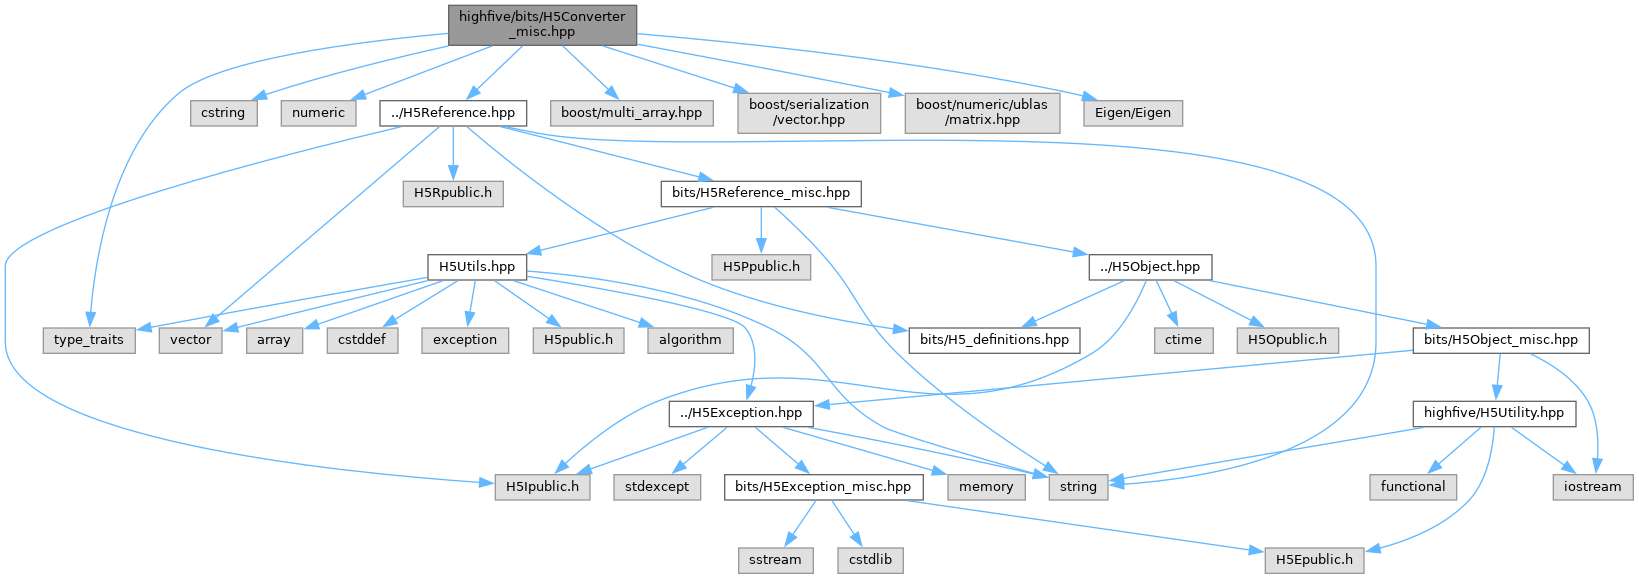 highfive/bits/H5Converter
_misc.hpp
cstring
numeric
../H5Reference.hpp
boost/multi_array.hpp
boost/serialization
/vector.hpp
boost/numeric/ublas
/matrix.hpp
Eigen/Eigen
H5Rpublic.h
bits/H5Reference_misc.hpp
H5Utils.hpp
H5Ppublic.h
../H5Object.hpp
type_traits
vector
array
cstddef
exception
H5public.h
algorithm
bits/H5_definitions.hpp
ctime
H5Opublic.h
bits/H5Object_misc.hpp
../H5Exception.hpp
highfive/H5Utility.hpp
H5Ipublic.h
stdexcept
bits/H5Exception_misc.hpp
memory
string
functional
iostream
sstream
cstdlib
H5Epublic.h